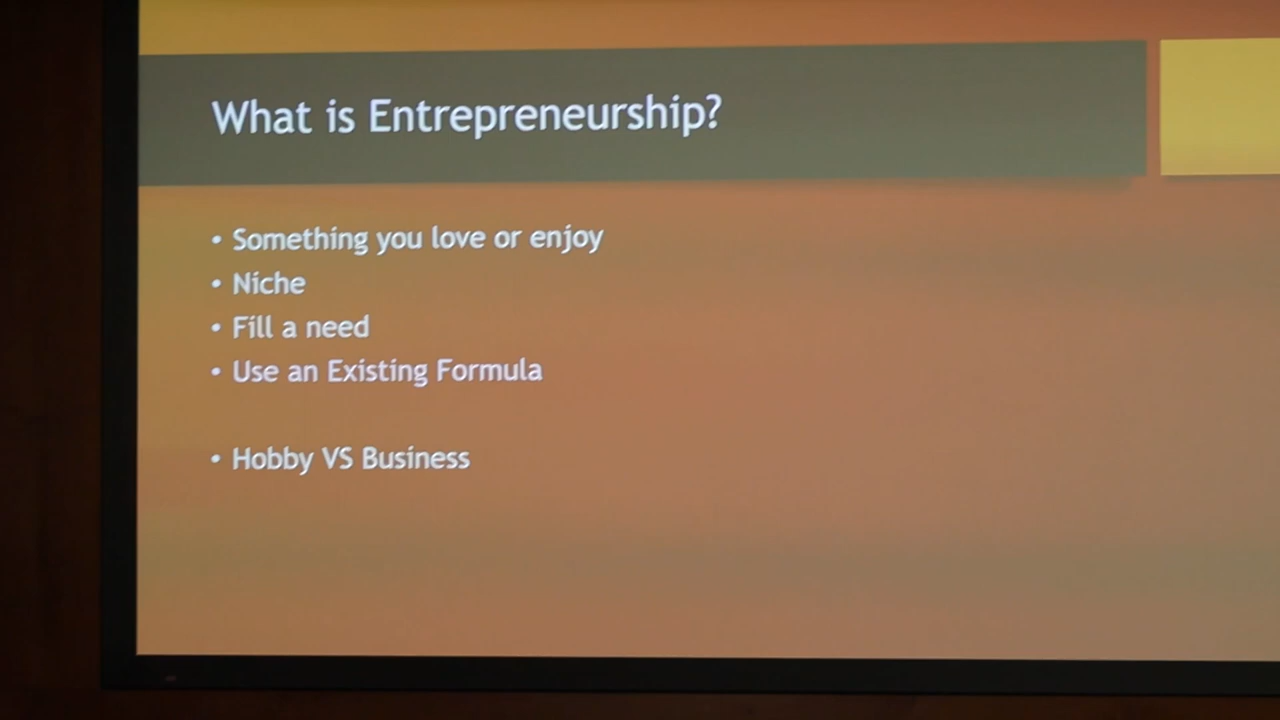 What is Entrepreneurship?
• Something you love or enjoy
• Niche
• Fill a need
• Use an Existing Formula
• Hobby VS Business